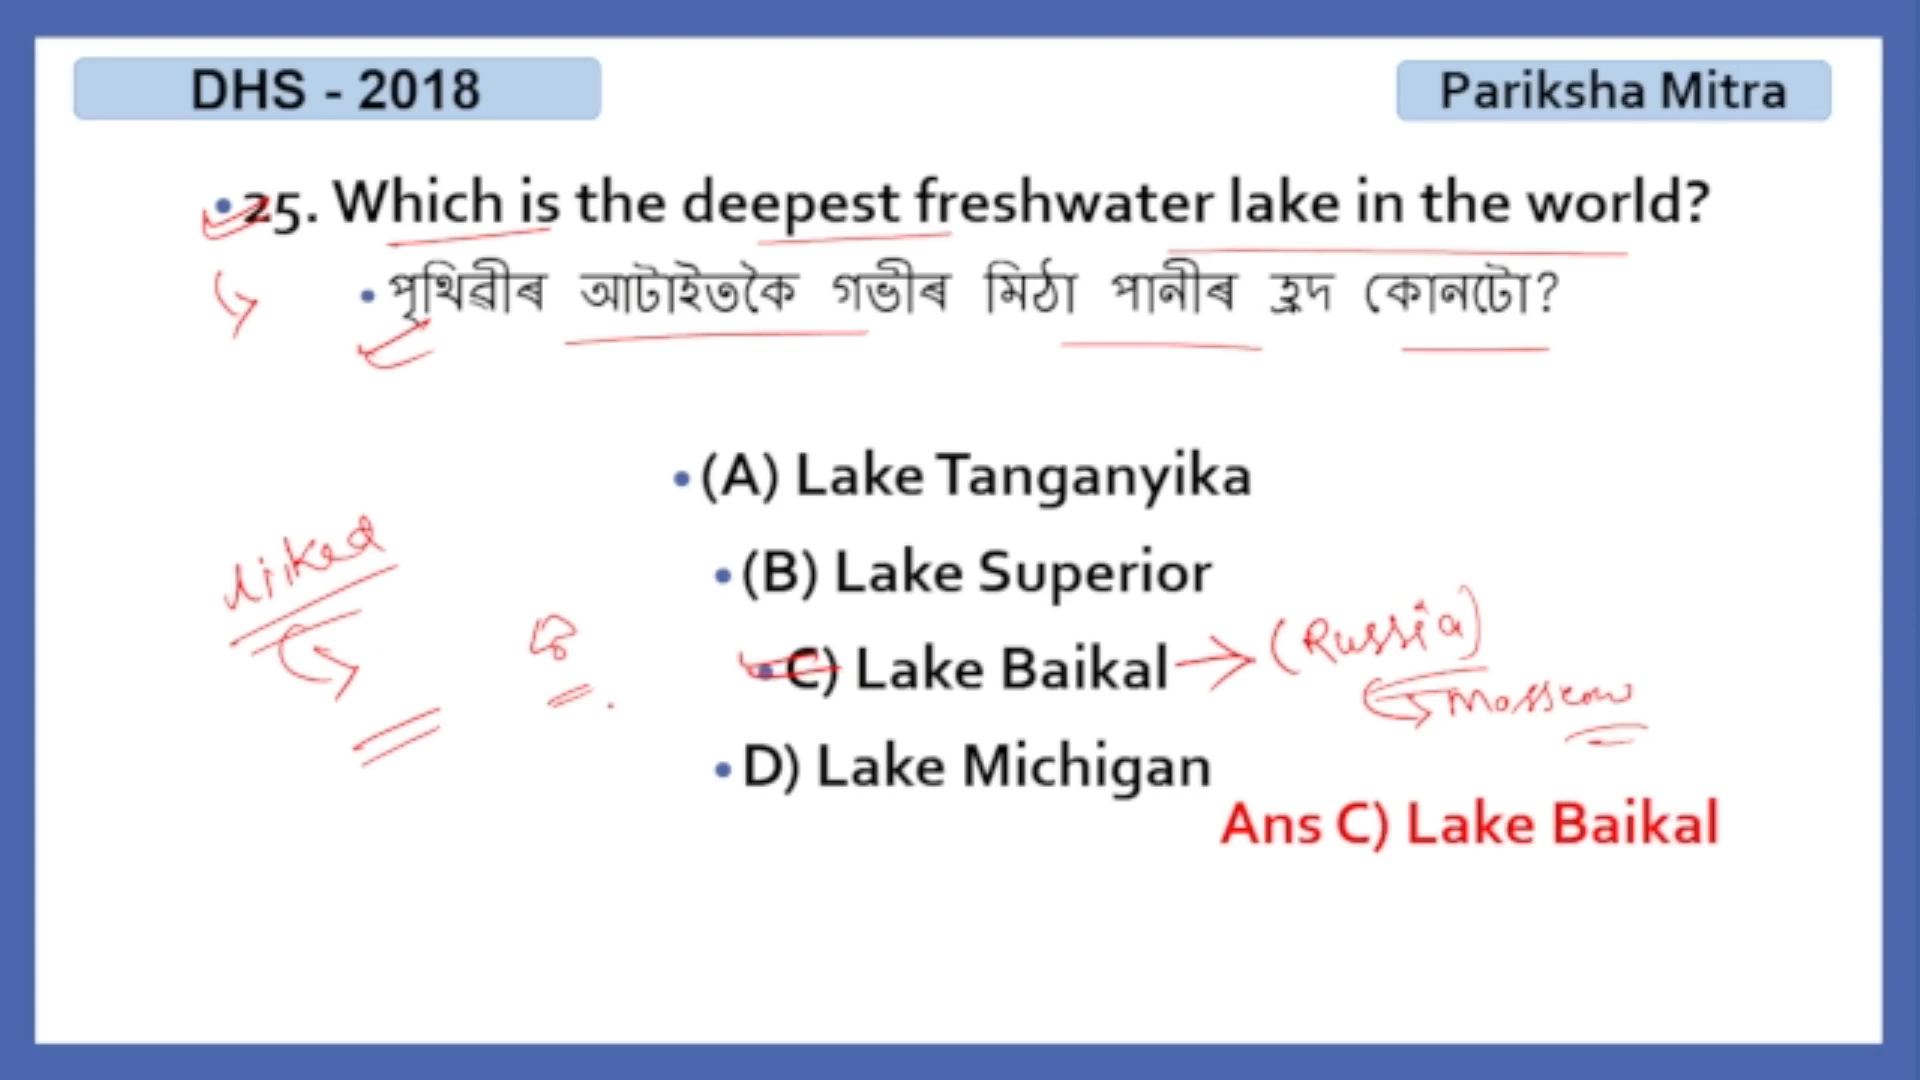 DHS - 2018
Pariksha Mitra
25. Which is the deepest freshwater lake in the world?
পৃথিৱীৰ আটাইতকৈ গভীৰ মিঠা পানীৰ হ্ৰদ কোনটো?
(A) Lake Tanganyika
(B) Lake Superior
C) Lake Baikal
(Russia)
D) Lake Michigan
Ans C) Lake Baikal